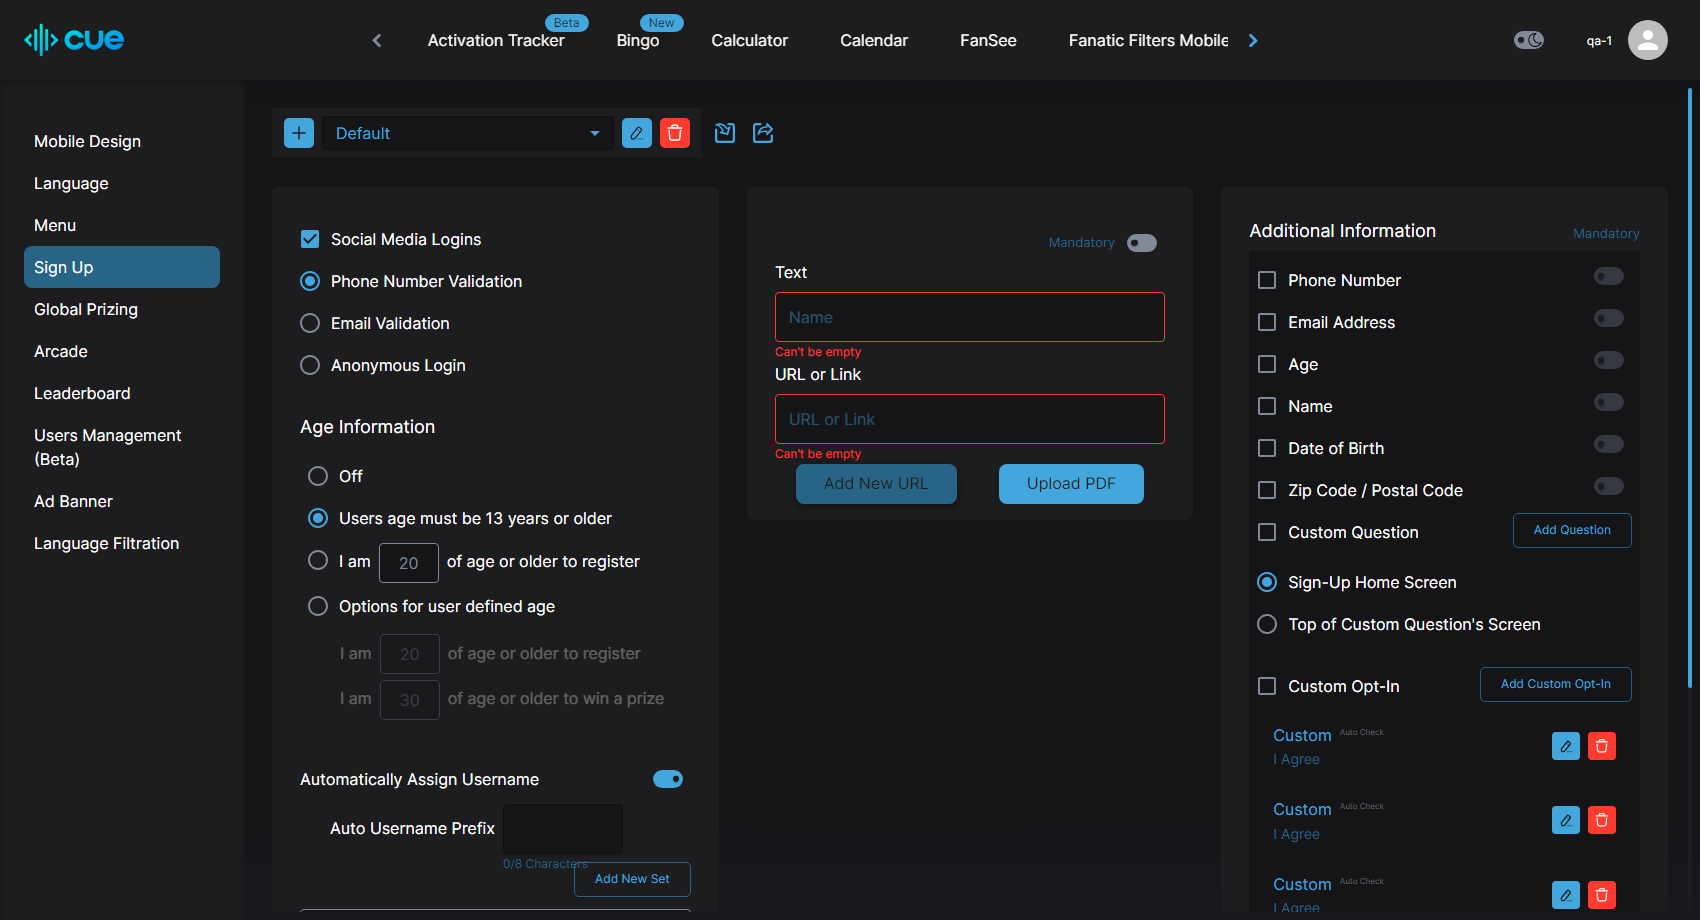 cue
Beta
New
Activation Tracker
Bingo
Calculator
Calendar
FanSee
Fanatic Filters Mobile
qa-1
Mobile Design
Language
Menu
Sign Up
Global Prizing
Arcade
Leaderboard
Users Management
(Beta)
Ad Banner
Language Filtration
Default
Social Media Logins
Phone Number Validation
Email Validation
Anonymous Login
Age Information
Off
Users age must be 13 years or older
I am 20 of age or older to register
Options for user defined age
I am 20 of age or older to register
I am 30 of age or older to win a prize
Automatically Assign Username
Auto Username Prefix
0/8 Characters
Add New Set
Mandatory
Text
Name
Can't be empty
URL or Link
URL or Link
Can't be empty
Add New URL
Upload PDF
Additional Information
Mandatory
Phone Number
Email Address
Age
Name
Date of Birth
Zip Code / Postal Code
Custom Question
Add Question
Sign-Up Home Screen
Top of Custom Question's Screen
Custom Opt-In
Add Custom Opt-In
Custom Auto Check
I Agree
Custom Auto Check
I Agree
Custom Auto Check
I Agree